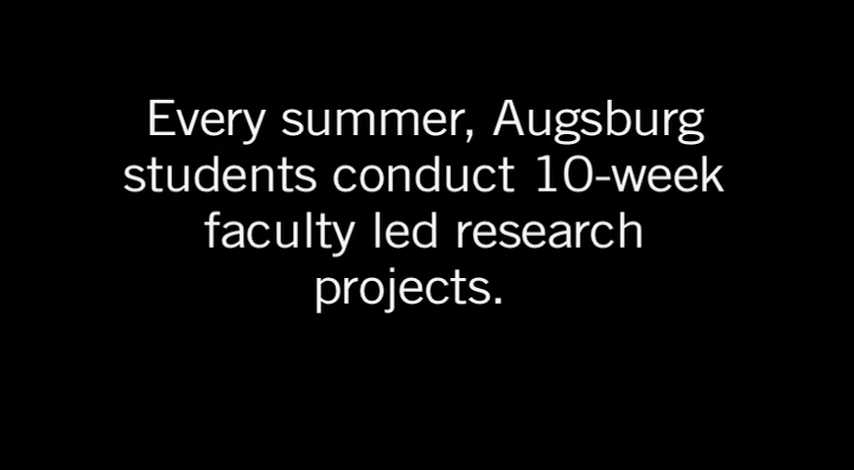 Every summer, Augsburg
students conduct 10-week
faculty led research
projects.